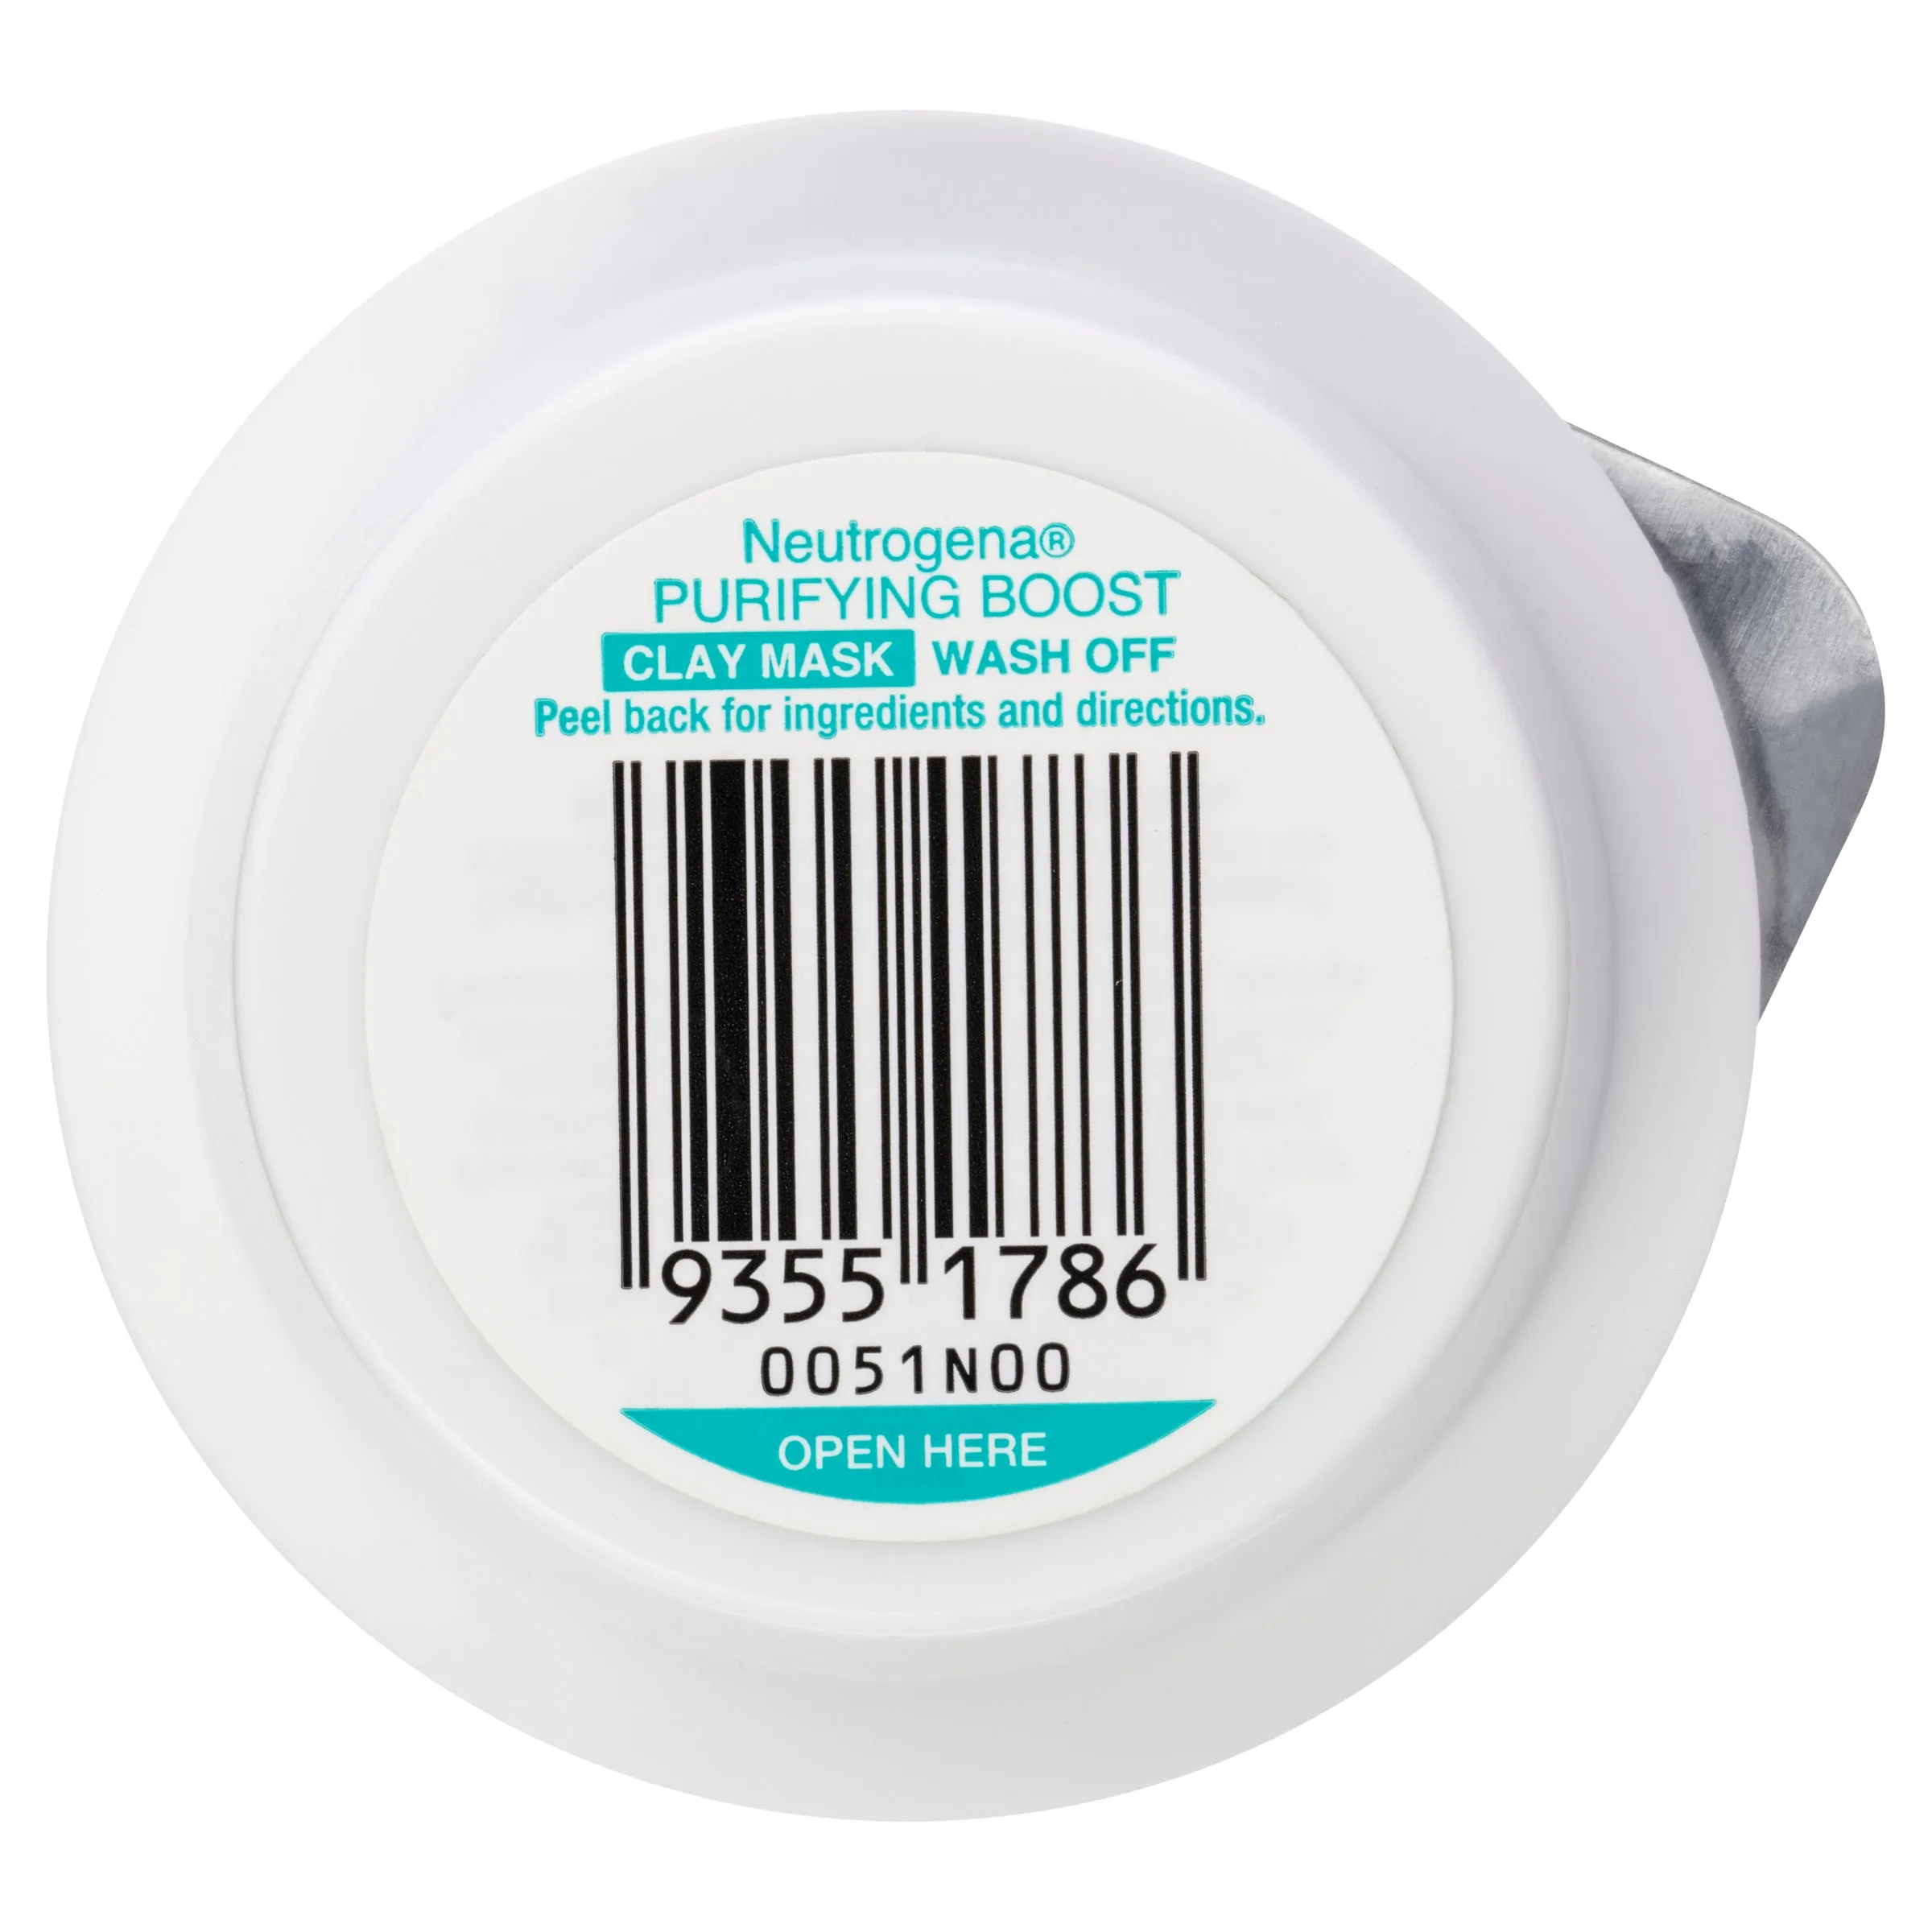 Neutrogena®
PURIFYING BOOST
CLAY MASK WASH OFF
Peel back for ingredients and directions.
9355 1786
0051N00
OPEN HERE